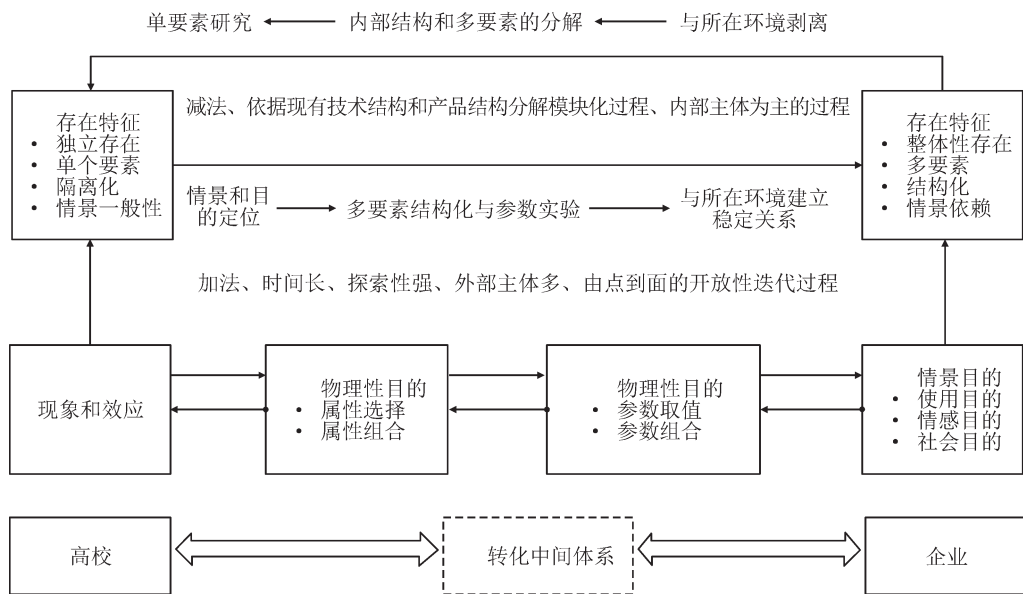 单要素研究 内部结构和多要素的分解 与所在环境剥离
减法、依据现有技术结构和产品结构分解模块化过程、内部主体为主的过程
存在特征
• 独立存在
• 单个要素
• 隔离化
• 情景一般性
存在特征
• 整体性存在
• 多要素
• 结构化
• 情景依赖
情景和目
的定位
多要素结构化与参数实验
与所在环境建立
稳定关系
加法、时间长、探索性强、外部主体多、由点到面的开放性迭代过程
现象和效应
物理性目的
• 属性选择
• 属性组合
物理性目的
• 参数取值
• 参数组合
情景目的
• 使用目的
• 情感目的
• 社会目的
高校
转化中间体系
企业